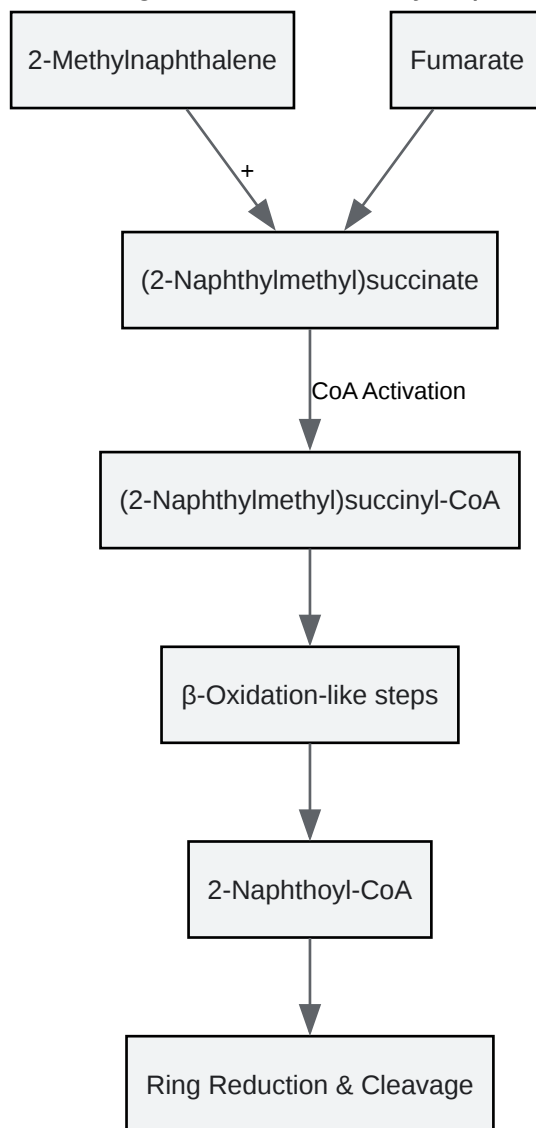 2-Methylnaphthalene
Fumarate
+
(2-Naphthylmethyl)succinate
CoA Activation
(2-Naphthylmethyl)succinyl-CoA
β-Oxidation-like steps
2-Naphthoyl-CoA
Ring Reduction & Cleavage